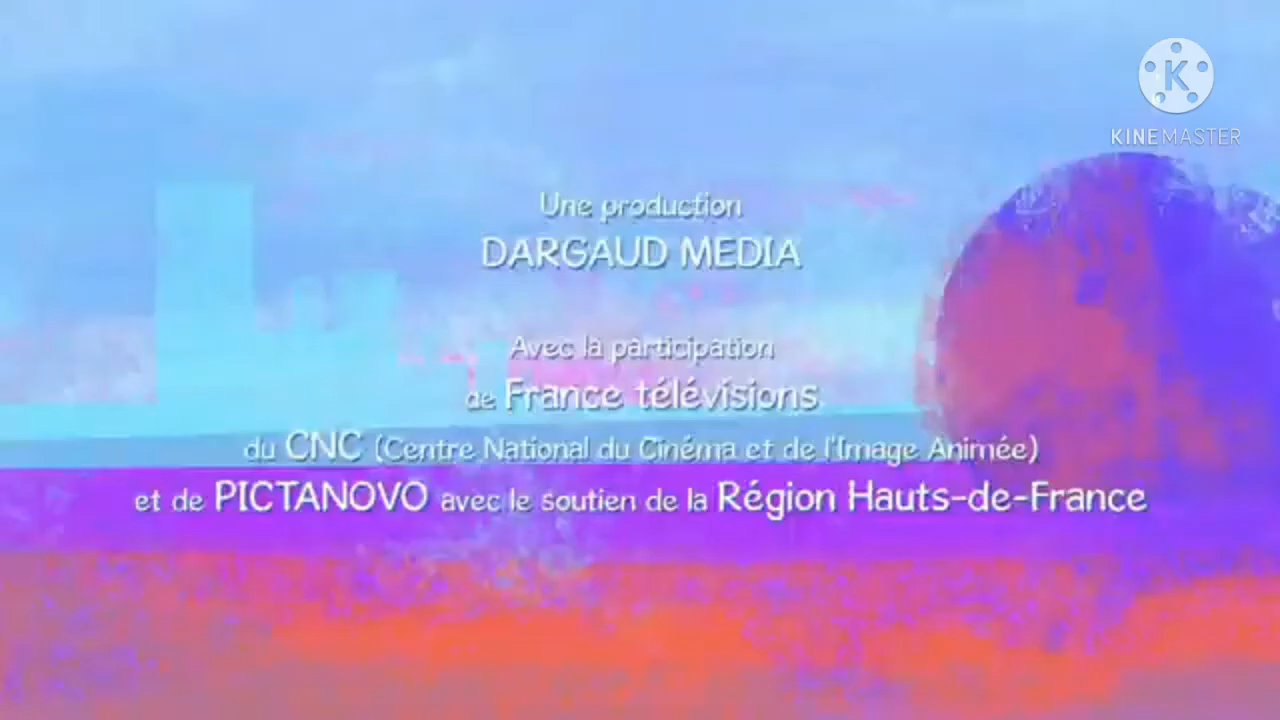 K
KINEMASTER
Une production
DARGAUD MEDIA
Avec la participation
de France télévisions
du CNC (Centre National du Cinéma et de l'Image Animée)
et de PICTANOVO avec le soutien de la Région Hauts-de-France